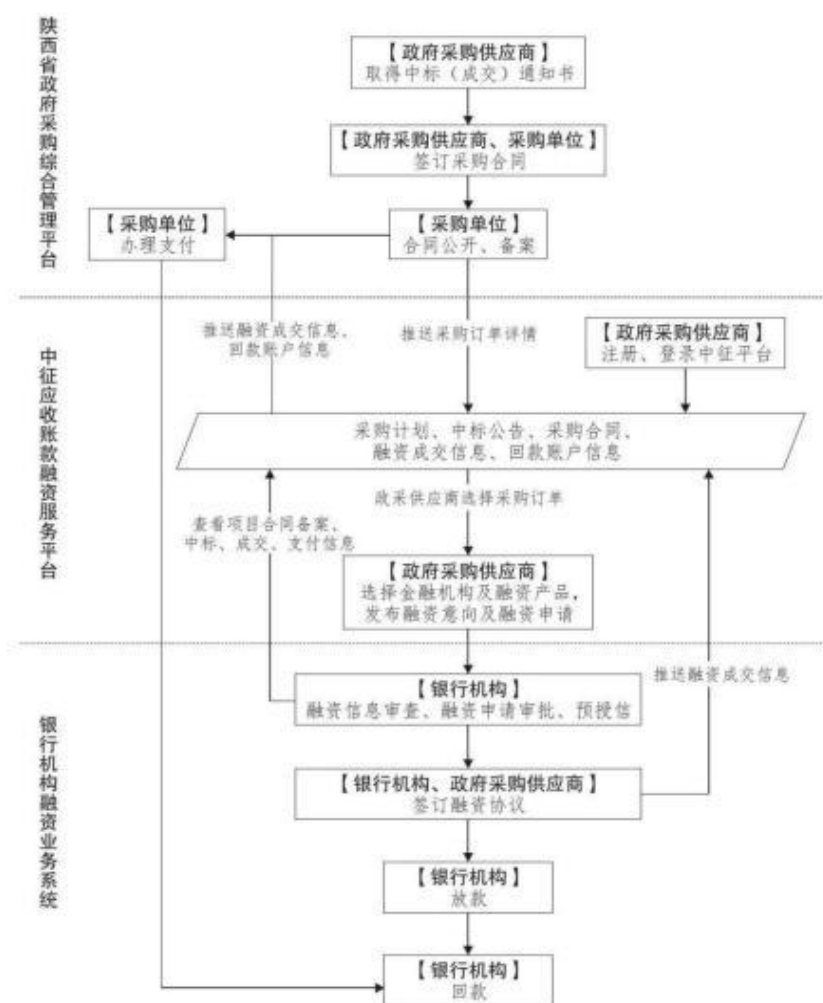 陕西省政府采购综合管理平台
【政府采购供应商】
取得中标（成交）通知书
【政府采购供应商、采购单位】
签订采购合同
【采购单位】
办理支付
【采购单位】
合同公开、备案
中征应收账款融资服务平台
推送融资成交信息、
回款账户信息
推送采购订单详情
【政府采购供应商】
注册、登录中征平台
采购计划、中标公告、采购合同、
融资成交信息、回款账户信息
政采供应商选择采购订单
查看项目合同备案、
中标、成交、支付信息
【政府采购供应商】
选择金融机构及融资产品，
发布融资意向及融资申请
银行机构融资业务系统
【银行机构】
融资信息审查、融资申请审批、预授信
推送融资成交信息
【银行机构、政府采购供应商】
签订融资协议
【银行机构】
放款
【银行机构】
回款